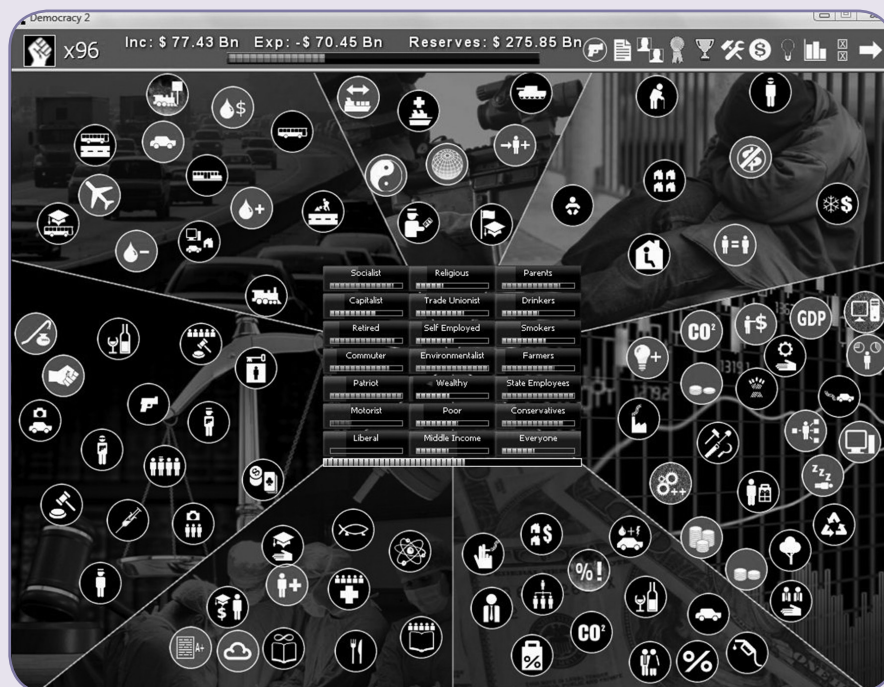 Democracy 2
x96 Inc: $ 77.43 Bn Exp: -$ 70.45 Bn Reserves: $ 275.85 Bn
$
$
$
$
CO² $ GDP
Socialist Religious Parents
Capitalist Trade Unionist Drinkers
Retired Self Employed Smokers
Commuter Environmentalist Farmers
Patriot Wealthy State Employees
Motorist Poor Conservatives
Liberal Middle Income Everyone
++
z z z
$
%!
$
CO²
A+
%
%